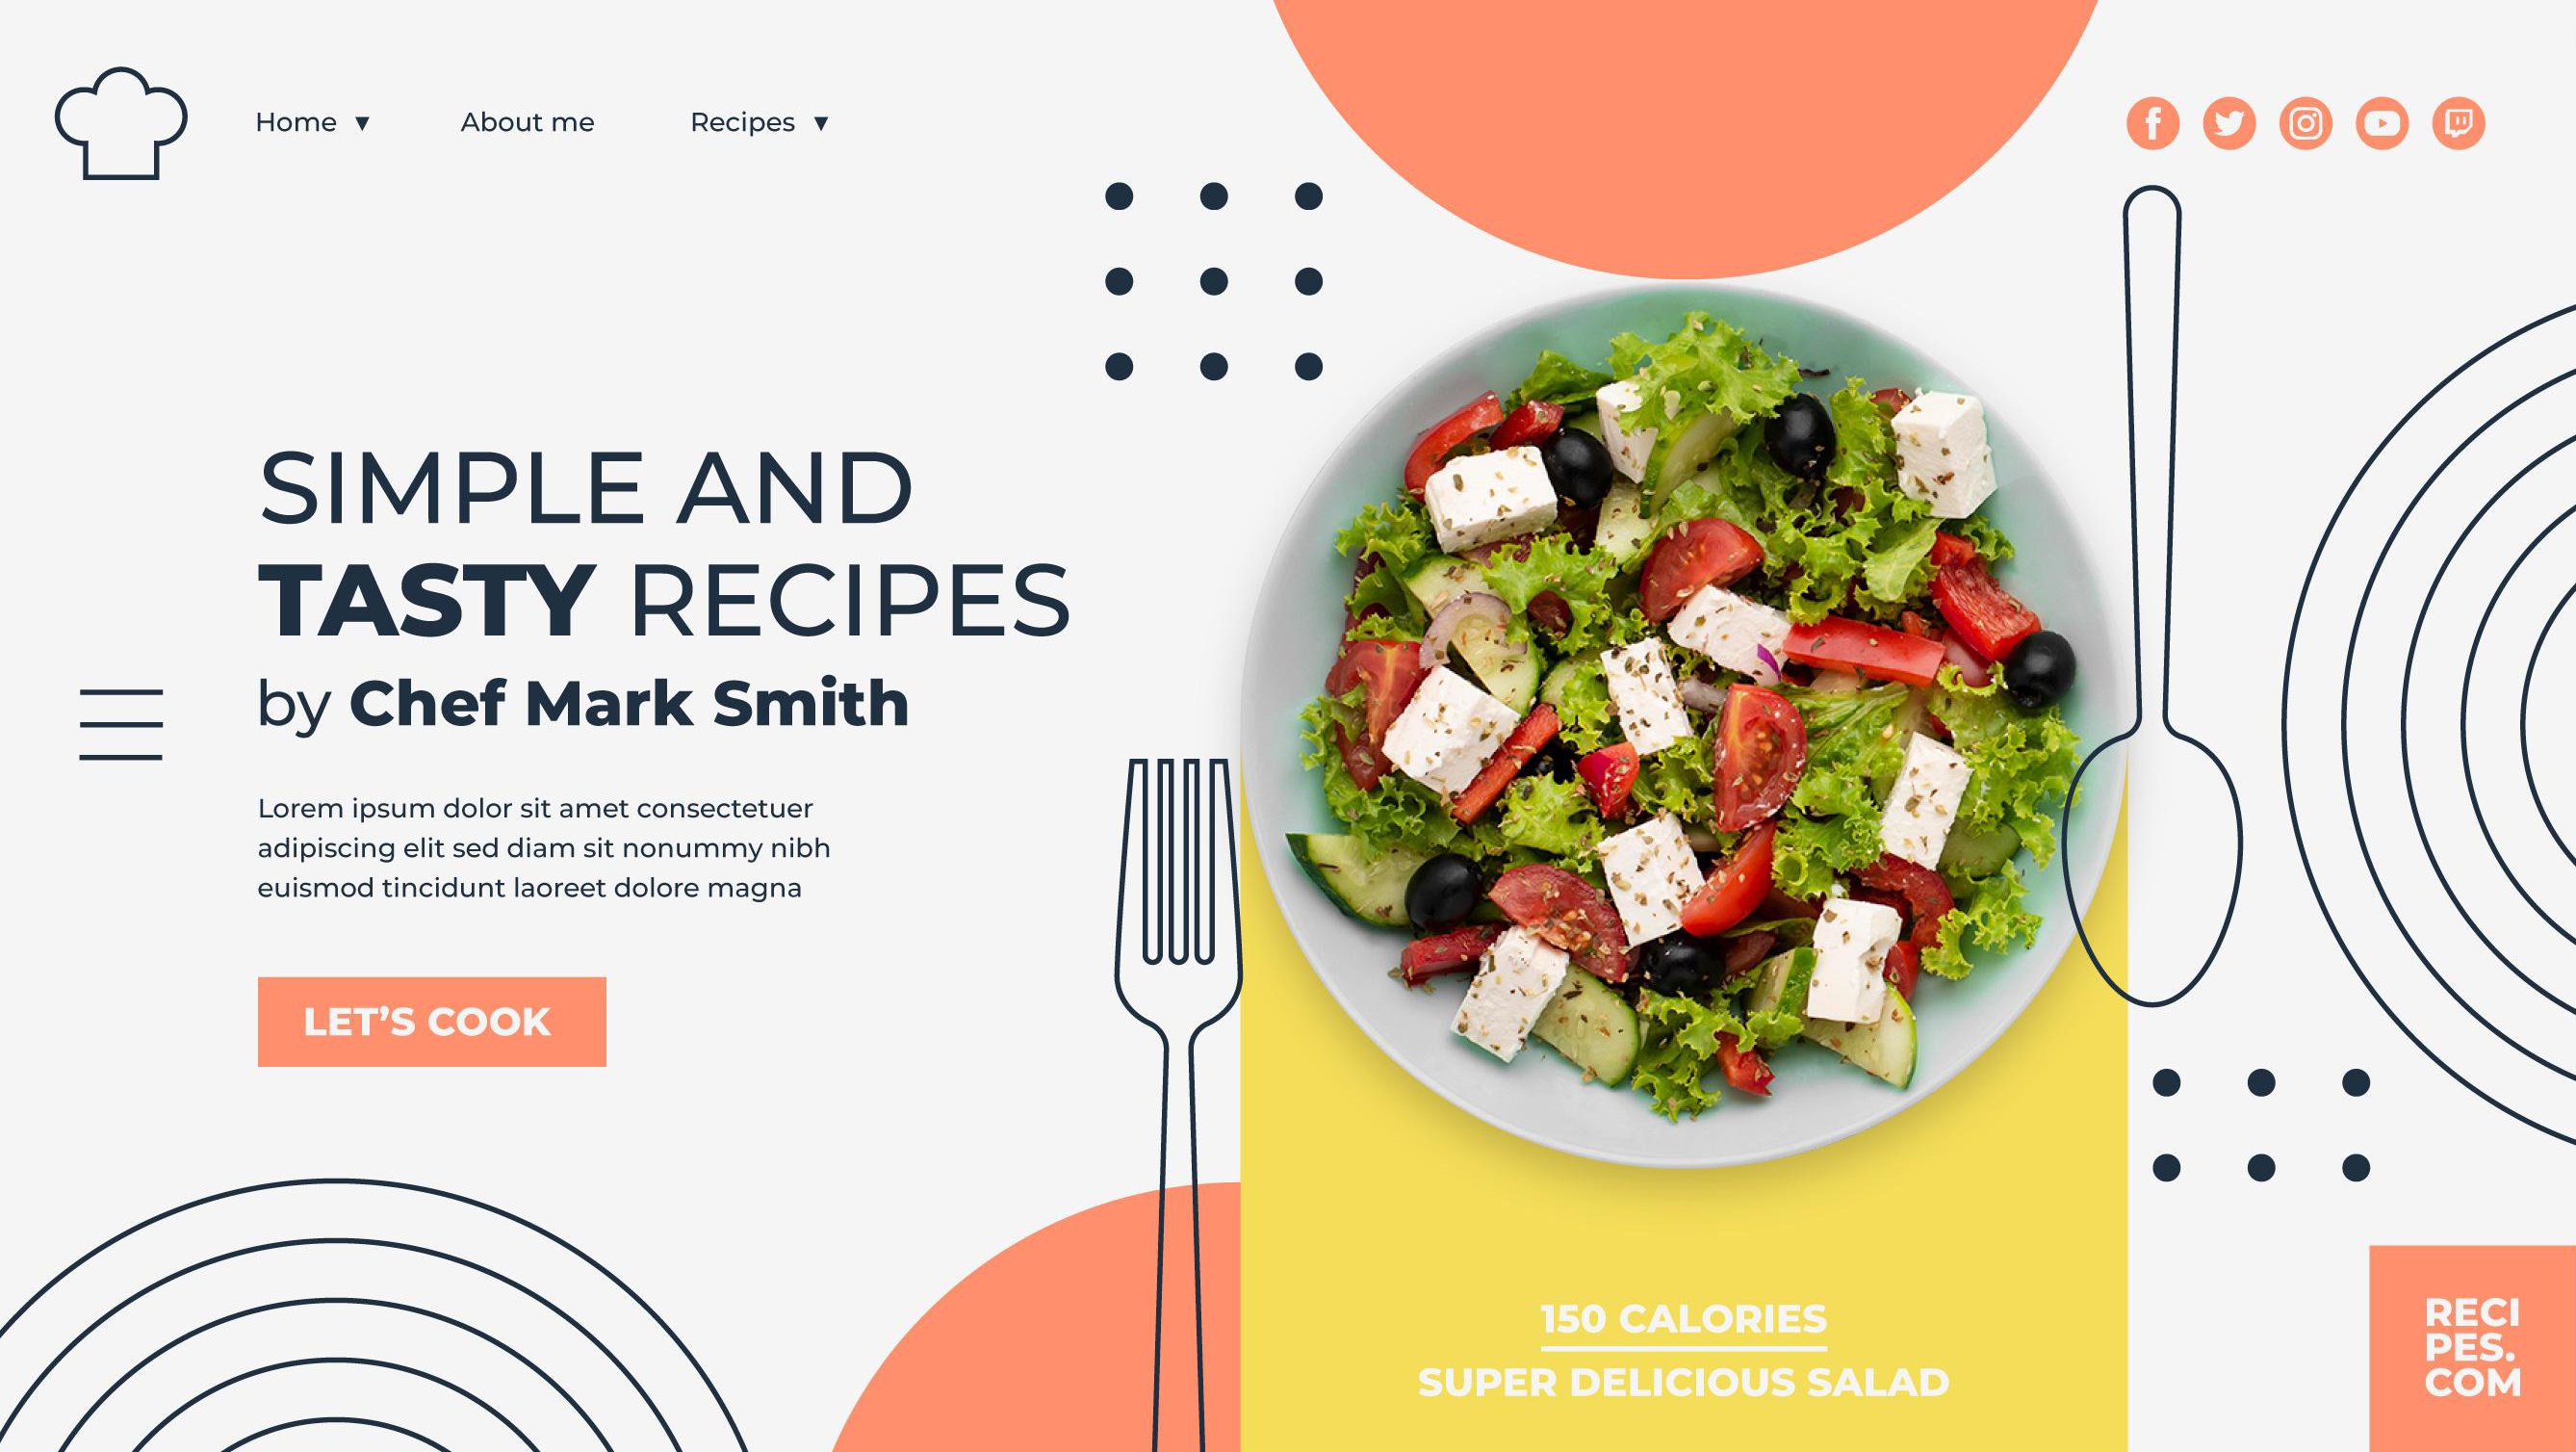 Home ▼
About me
Recipes ▼
SIMPLE AND
TASTY RECIPES
by Chef Mark Smith
Lorem ipsum dolor sit amet consectetuer
adipiscing elit sed diam sit nonummy nibh
euismod tincidunt laoreet dolore magna
LET’S COOK
150 CALORIES
SUPER DELICIOUS SALAD
RECI
PES.
COM